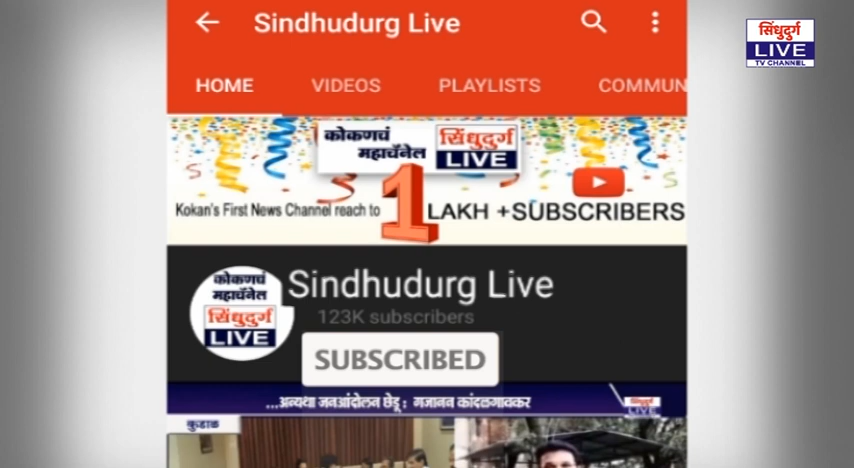 Sindhudurg Live
सिंधुदुर्ग
LIVE
TV CHANNEL
HOME VIDEOS PLAYLISTS COMMUN
कोकणचं
महाचॅनेल
सिंधुदुर्ग
LIVE
Kokan's First News Channel reach to 1 LAKH +SUBSCRIBERS
कोकणचं
महाचॅनेल
सिंधुदुर्ग
LIVE
Sindhudurg Live
123K subscribers
SUBSCRIBED
...अन्यथा जनआंदोलन छेडू : गजानन कांदळगावकर
सिंधुदुर्ग
LIVE
कुडाळ